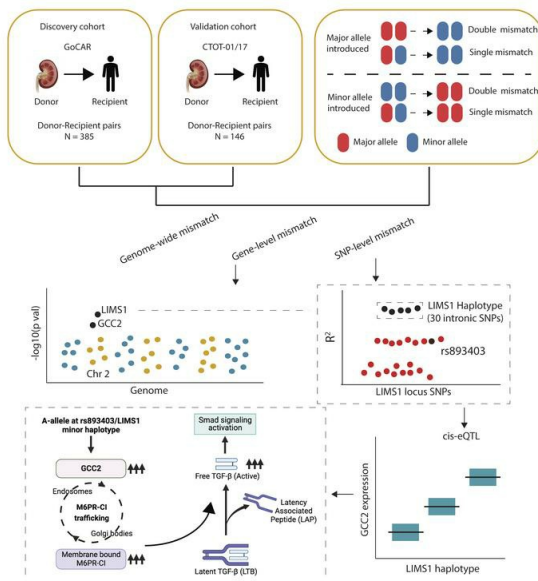 Discovery cohort
GoCAR
Donor
Recipient
Donor-Recipient pairs
N = 385
Validation cohort
CTOT-01/17
Donor
Recipient
Donor-Recipient pairs
N = 146
Major allele
introduced
Double mismatch
Single mismatch
Minor allele
introduced
Double mismatch
Single mismatch
Major allele
Minor allele
Genome-wide mismatch
Gene-level mismatch
SNP-level mismatch
-log10(p val)
LIMS1
GCC2
Chr 2
Genome
R²
LIMS1 Haplotype
(30 intronic SNPs)
rs893403
LIMS1 locus SNPs
cis-eQTL
GCC2 expression
LIMS1 haplotype
A-allele at rs893403/LIMS1
minor haplotype
GCC2
Endosomes
M6PR-CI
trafficking
Golgi bodies
Membrane bound
M6PR-CI
Smad signaling
activation
Free TGF-β (Active)
Latency
Associated
Peptide (LAP)
Latent TGF-β (LTB)